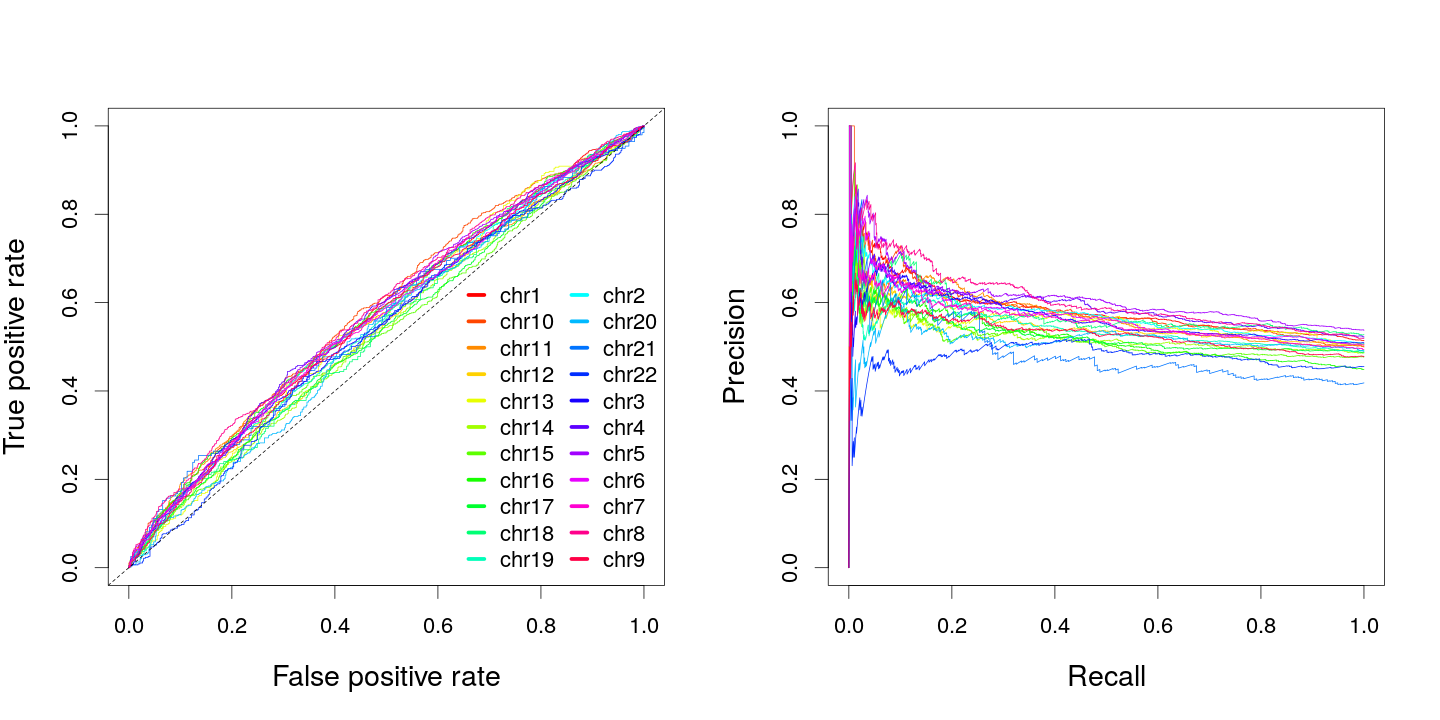 True positive rate
1.0
0.8
0.6
0.4
0.2
0.0
chr1
chr10
chr11
chr12
chr13
chr14
chr15
chr16
chr17
chr18
chr19
chr2
chr20
chr21
chr22
chr3
chr4
chr5
chr6
chr7
chr8
chr9
0.0 0.2 0.4 0.6 0.8 1.0
False positive rate
Precision
1.0
0.8
0.6
0.4
0.2
0.0
0.0 0.2 0.4 0.6 0.8 1.0
Recall